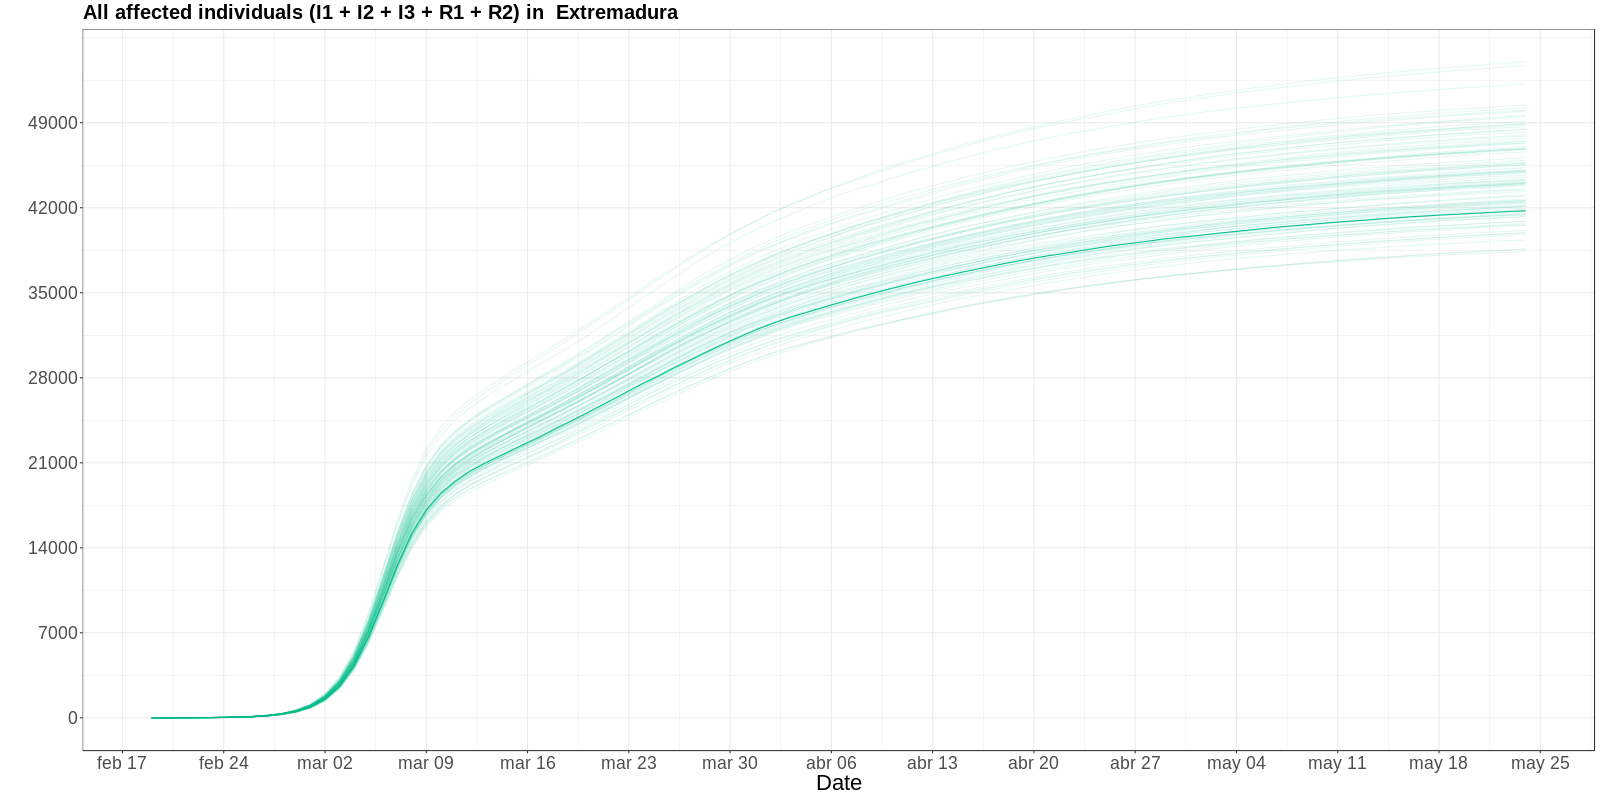 All affected individuals (I1 + I2 + I3 + R1 + R2) in  Extremadura
49000
42000
35000
28000
21000
14000
7000
0
feb 17 feb 24 mar 02 mar 09 mar 16 mar 23 mar 30 abr 06 abr 13 abr 20 abr 27 may 04 may 11 may 18 may 25
Date